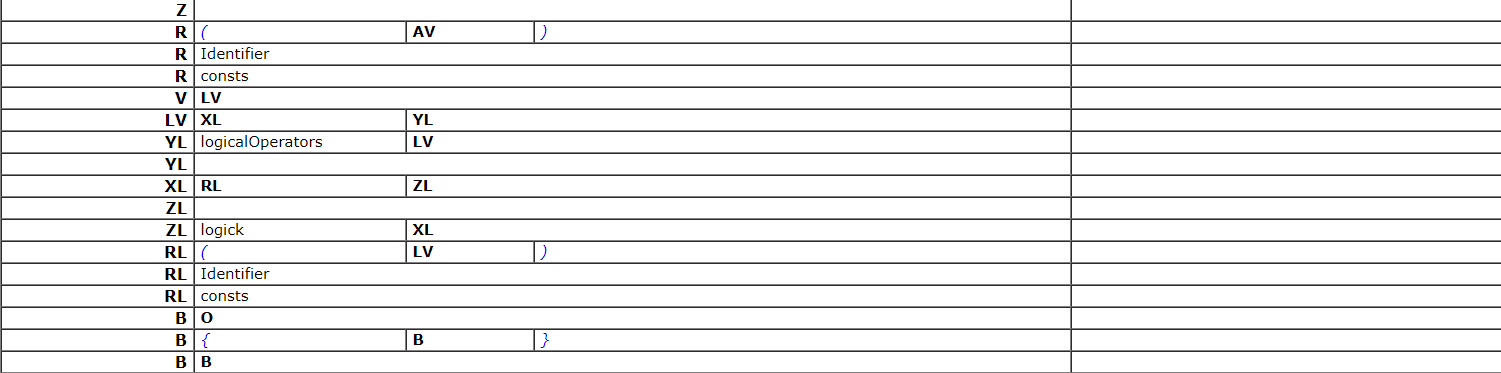 Z
R ( AV )
R Identifier
R consts
V LV
LV XL YL
YL logicalOperators LV
YL
XL RL ZL
ZL
ZL logick XL
RL ( LV )
RL Identifier
RL consts
B O
B { B }
B B